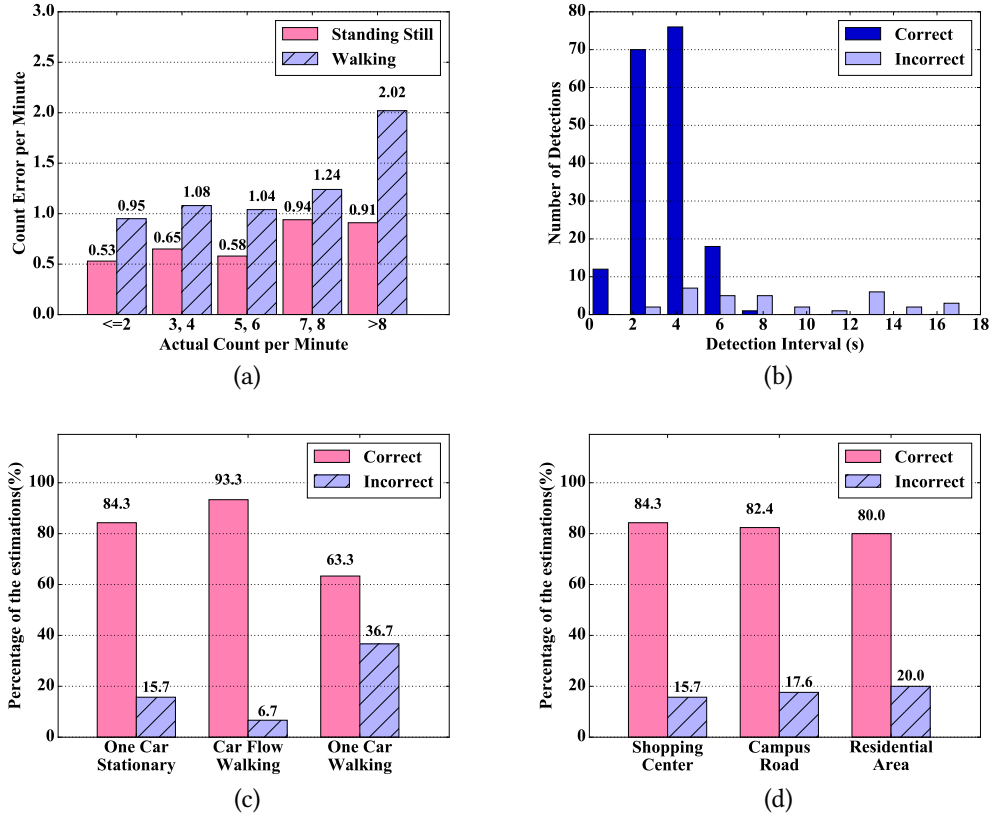 3.0
2.5
2.0
1.5
1.0
0.5
0.0
Count Error per Minute
Standing Still
Walking
0.53
0.95
0.65
1.08
0.58
1.04
0.94
1.24
0.91
2.02
<=2
3, 4
5, 6
7, 8
>8
Actual Count per Minute
(a)
80
70
60
50
40
30
20
10
0
Number of Detections
Correct
Incorrect
0 2 4 6 8 10 12 14 16 18
Detection Interval (s)
(b)
100
80
60
40
20
0
Percentage of the estimations(%)
Correct
Incorrect
84.3
15.7
93.3
6.7
63.3
36.7
One Car
Stationary
Car Flow
Walking
One Car
Walking
(c)
100
80
60
40
20
0
Percentage of the estimations(%)
Correct
Incorrect
84.3
15.7
82.4
17.6
80.0
20.0
Shopping
Center
Campus
Road
Residential
Area
(d)